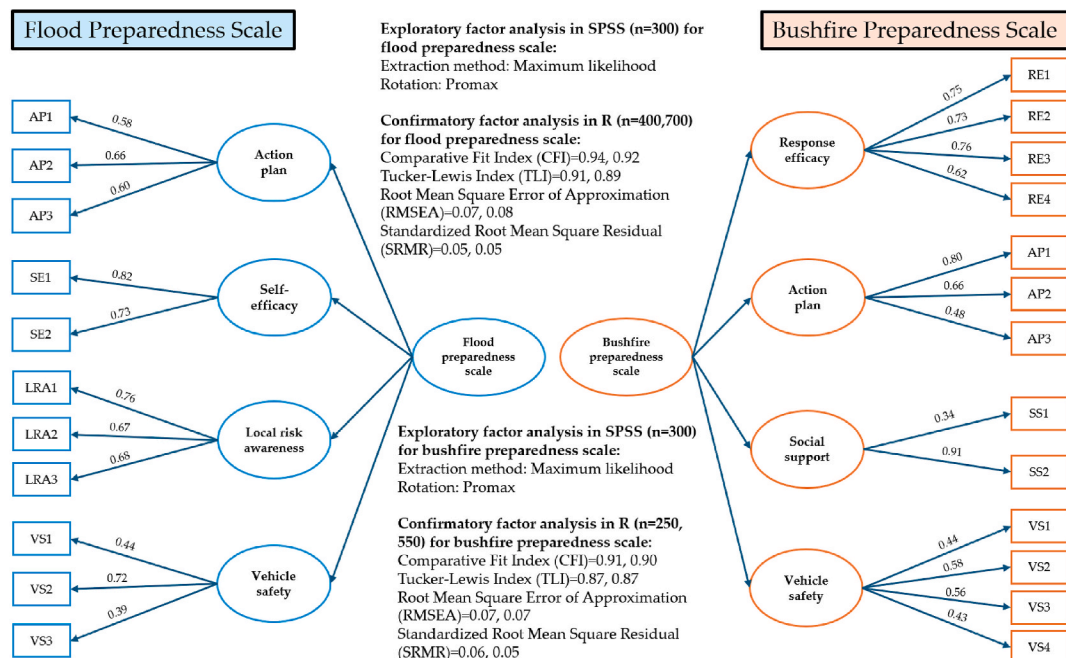 Flood Preparedness Scale
Exploratory factor analysis in SPSS (n=300) for
flood preparedness scale:
Extraction method: Maximum likelihood
Rotation: Promax
Confirmatory factor analysis in R (n=400,700)
for flood preparedness scale:
Comparative Fit Index (CFI)=0.94, 0.92
Tucker-Lewis Index (TLI)=0.91, 0.89
Root Mean Square Error of Approximation
(RMSEA)=0.07, 0.08
Standardized Root Mean Square Residual
(SRMR)=0.05, 0.05
Bushfire Preparedness Scale
AP1
0.58
AP2
0.66
AP3
0.60
Action
plan
SE1
0.82
SE2
0.73
Self-
efficacy
LRA1
0.76
LRA2
0.67
LRA3
0.68
Local risk
awareness
VS1
0.44
VS2
0.72
VS3
0.39
Vehicle
safety
Flood
preparedness
scale
Bushfire
preparedness
scale
Exploratory factor analysis in SPSS (n=300)
for bushfire preparedness scale:
Extraction method: Maximum likelihood
Rotation: Promax
Confirmatory factor analysis in R (n=250,
550) for bushfire preparedness scale:
Comparative Fit Index (CFI)=0.91, 0.90
Tucker-Lewis Index (TLI)=0.87, 0.87
Root Mean Square Error of Approximation
(RMSEA)=0.07, 0.07
Standardized Root Mean Square Residual
(SRMR)=0.06, 0.05
Response
efficacy
0.75
RE1
0.73
RE2
0.76
RE3
0.62
RE4
Action
plan
0.80
AP1
0.66
AP2
0.48
AP3
Social
support
0.34
SS1
0.91
SS2
Vehicle
safety
0.44
VS1
0.58
VS2
0.56
VS3
0.43
VS4